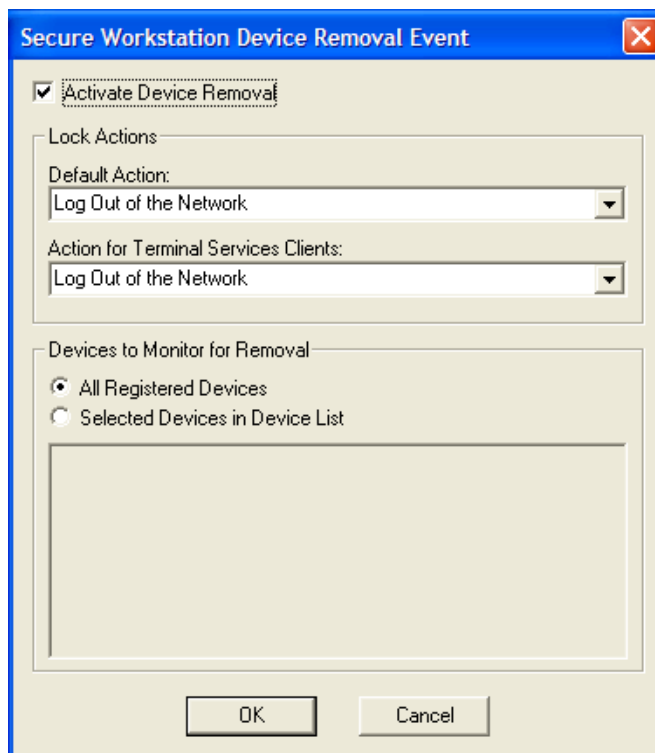 Secure Workstation Device Removal Event
Activate Device Removal
Lock Actions
Default Action:
Log Out of the Network
Action for Terminal Services Clients:
Log Out of the Network
Devices to Monitor for Removal
All Registered Devices
Selected Devices in Device List
OK
Cancel